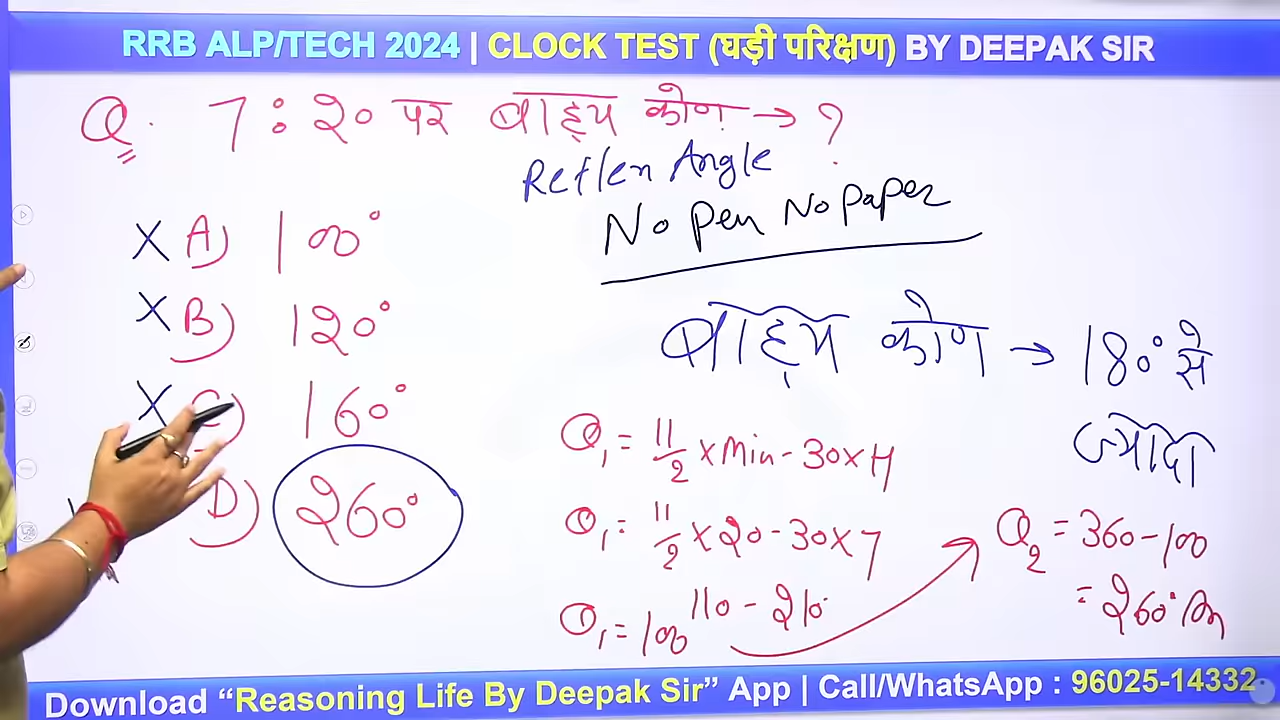 RRB ALP/TECH 2024 | CLOCK TEST (घड़ी परिक्षण) BY DEEPAK SIR
Q. 7:20 पर बाह्य कोण → ?
Reflex Angle
No Pen No Paper
X A) 100°
X B) 120°
X C) 160°
D) 260°
बाह्य कोण → 180° से
ज्यादा
θ₁ = 11/2 × Min - 30 × H
θ₁ = 11/2 × 20 - 30 × 7
θ₁ = 100 110 - 210
θ₂ = 360 - 100
= 260° Ans
Download “Reasoning Life By Deepak Sir” App | Call/WhatsApp : 96025-14332